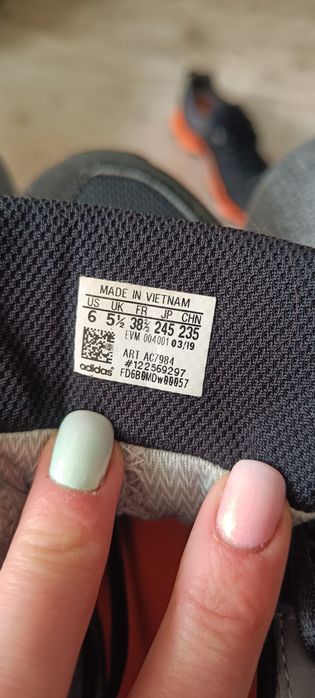 MADE IN VIETNAM
US UK FR JP CHN
6 5½ 38⅔ 245 235
EVM 004001 03/19
ART AC7984
#122569297
adidas® FD6B0MDW00057